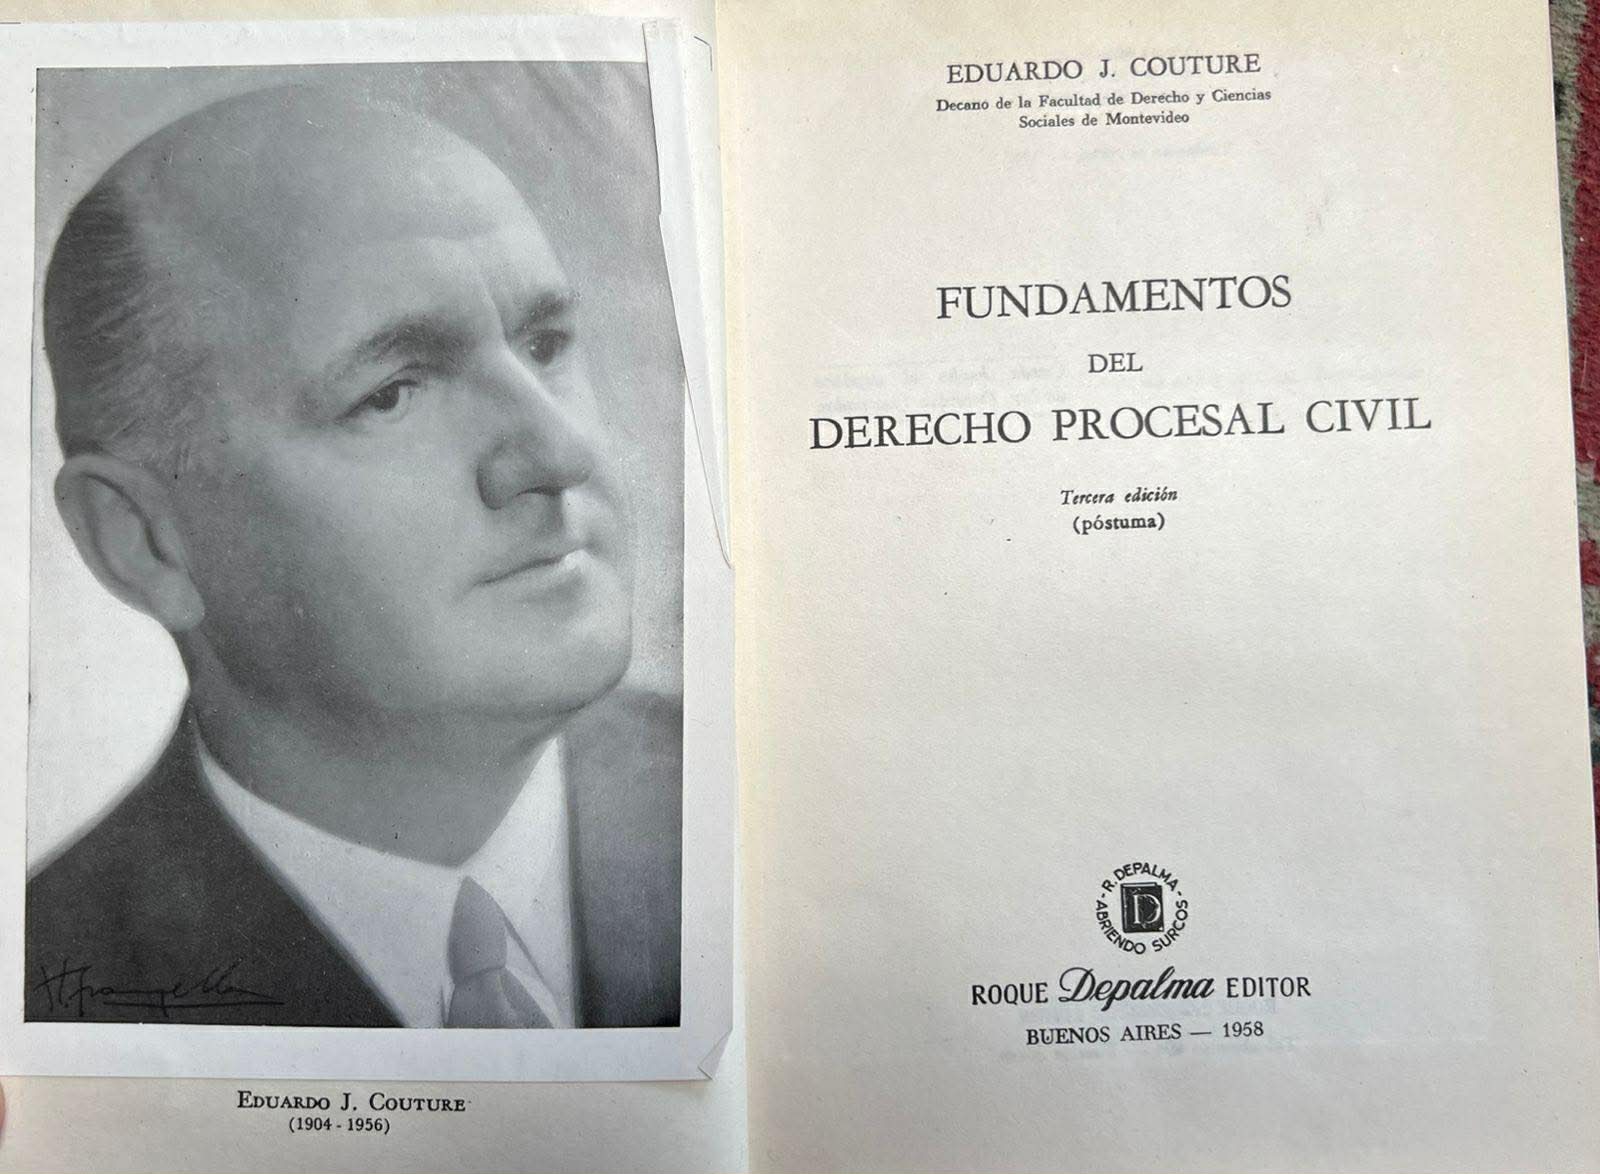 EDUARDO J. COUTURE
(1904 - 1956)
EDUARDO J. COUTURE
Decano de la Facultad de Derecho y Ciencias
Sociales de Montevideo
FUNDAMENTOS
DEL
DERECHO PROCESAL CIVIL
Tercera edición
(póstuma)
R. DEPALMA
D
ABRIENDO SURCOS
ROQUE Depalma EDITOR
BUENOS AIRES — 1958